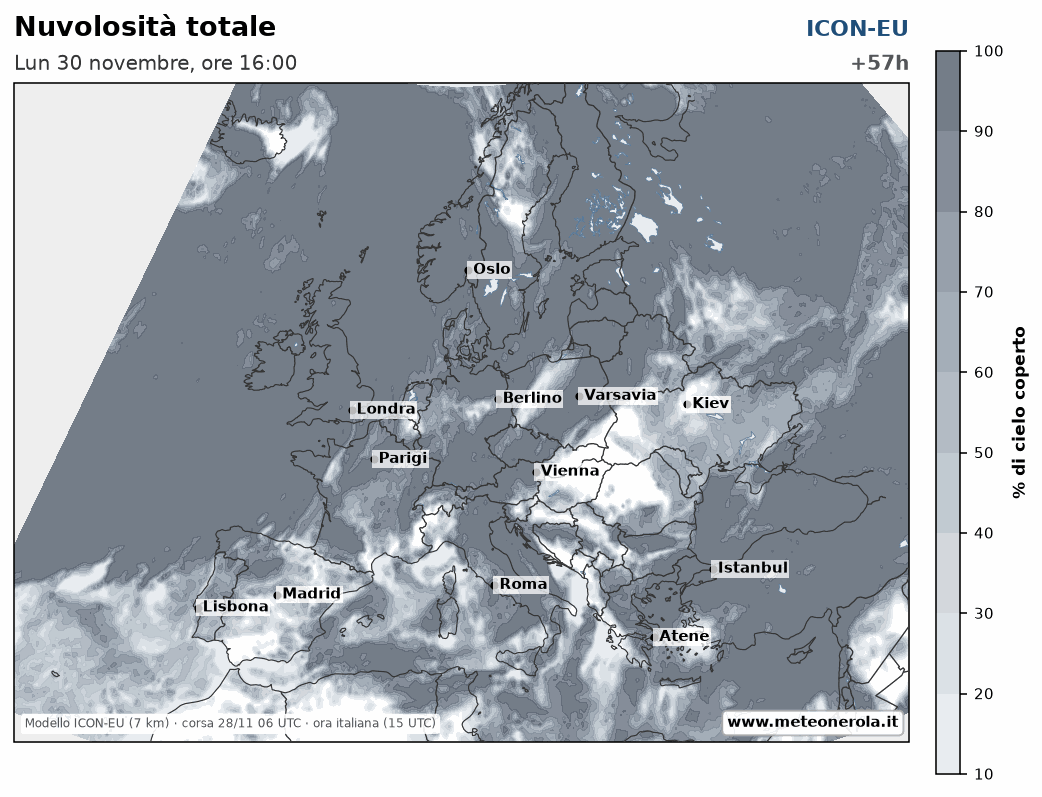 Nuvolosità totale
ICON-EU
Lun 30 novembre, ore 16:00
+57h
100
90
80
70
60
50
40
30
20
10
% di cielo coperto
Oslo
Londra
Berlino
Varsavia
Kiev
Parigi
Vienna
Istanbul
Roma
Madrid
Lisbona
Atene
Modello ICON-EU (7 km) · corsa 28/11 06 UTC · ora italiana (15 UTC)
www.meteonerola.it